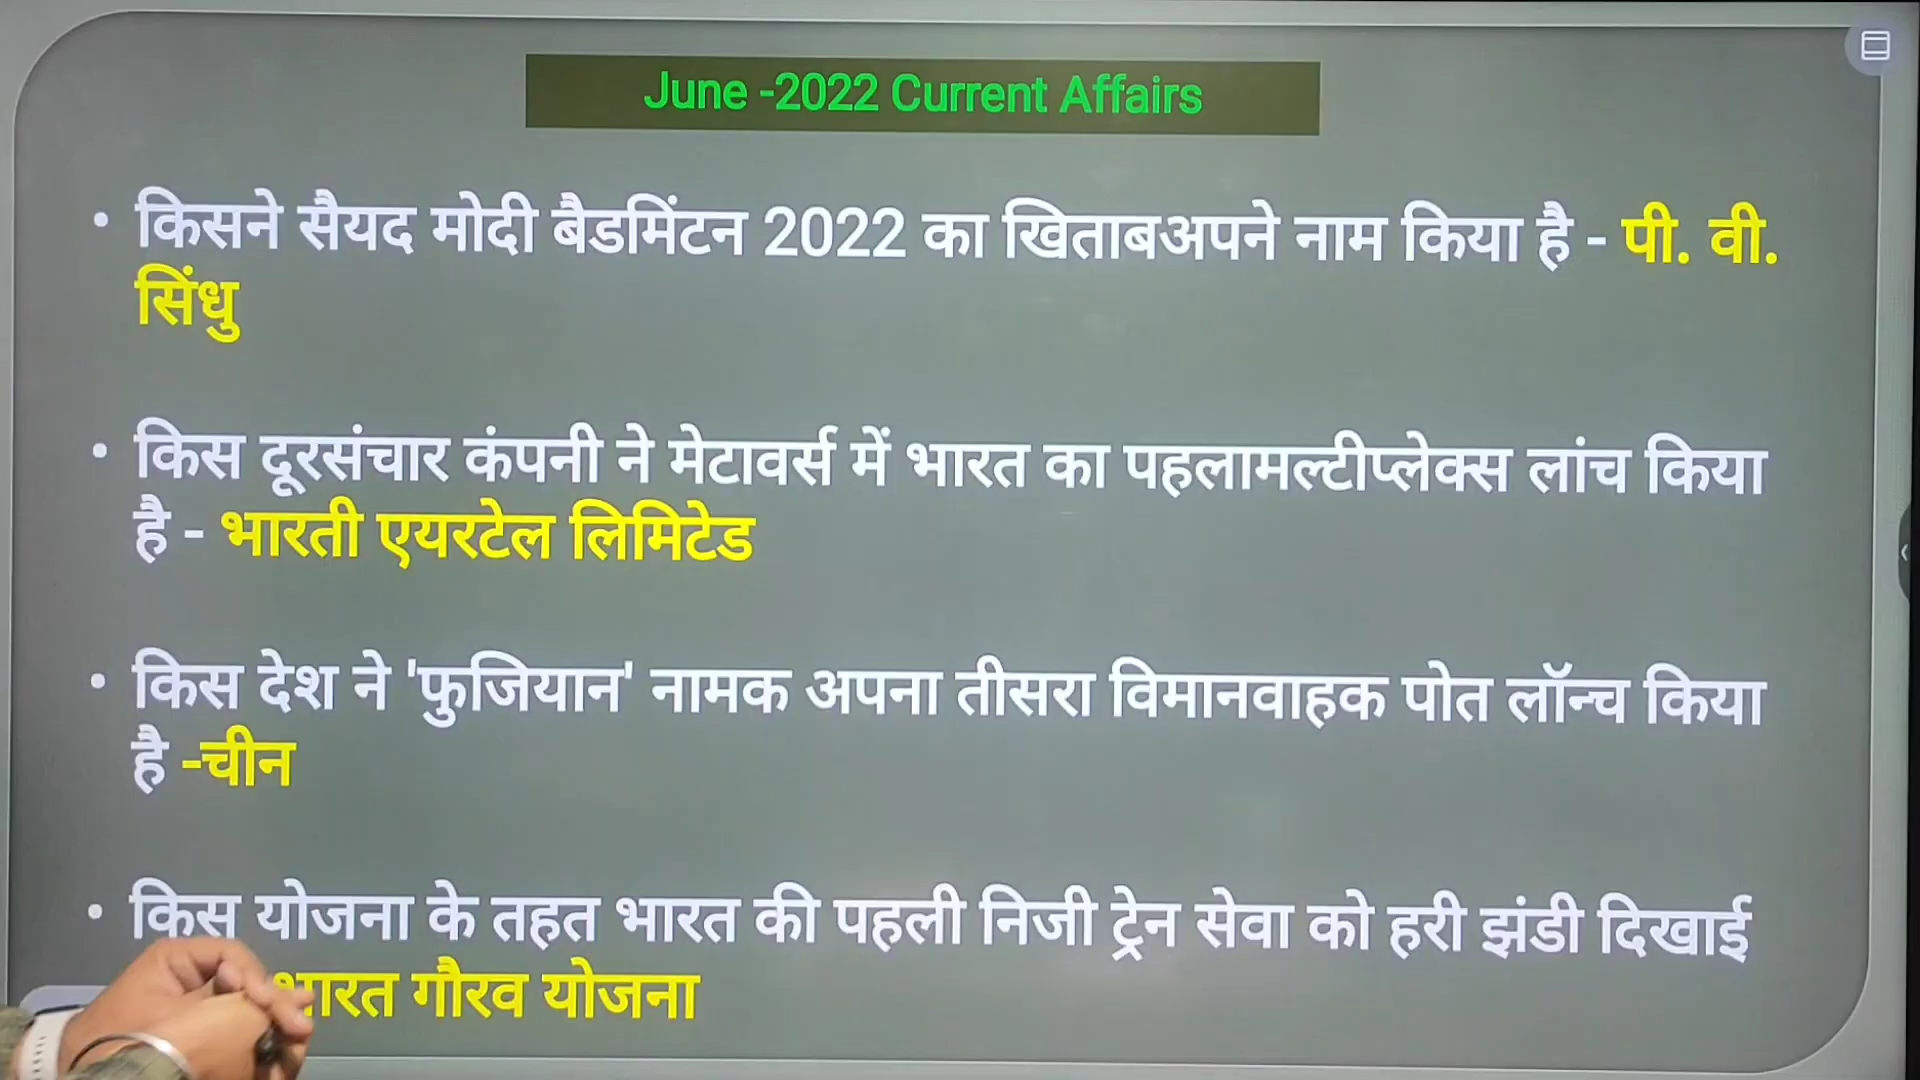 June -2022 Current Affairs
• किसने सैयद मोदी बैडमिंटन 2022 का खिताबअपने नाम किया है - पी. वी.
सिंधु
• किस दूरसंचार कंपनी ने मेटावर्स में भारत का पहलामल्टीप्लेक्स लांच किया
है - भारती एयरटेल लिमिटेड
• किस देश ने 'फुजियान' नामक अपना तीसरा विमानवाहक पोत लॉन्च किया
है -चीन
• किस योजना के तहत भारत की पहली निजी ट्रेन सेवा को हरी झंडी दिखाई
भारत गौरव योजना